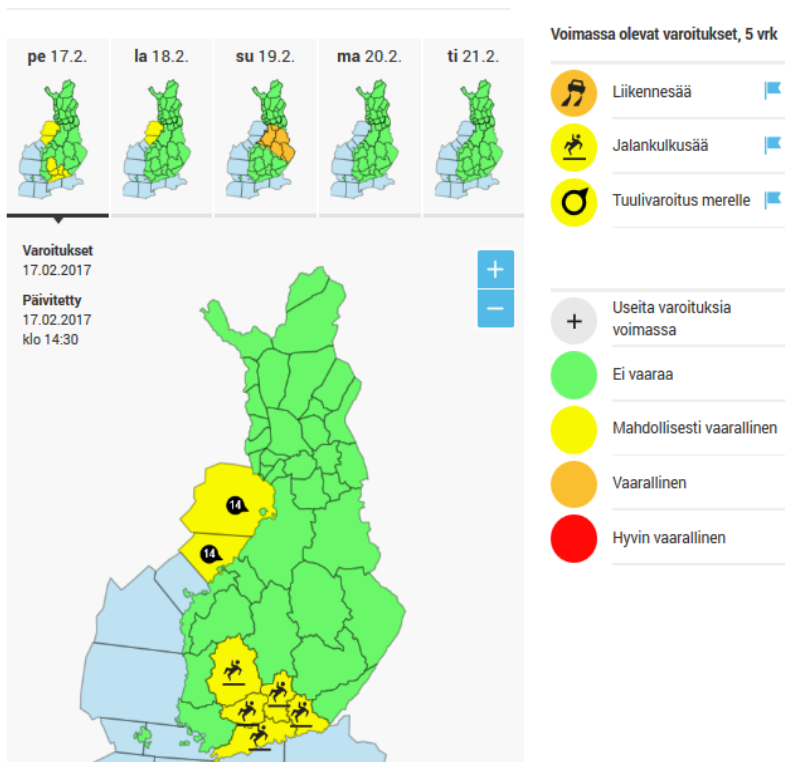 pe 17.2.
la 18.2.
su 19.2.
ma 20.2.
ti 21.2.
Varoitukset
17.02.2017
Päivitetty
17.02.2017
klo 14:30
+
−
14
14
Voimassa olevat varoitukset, 5 vrk
Liikennesää
Jalankulkusää
Tuulivaroitus merelle
+
Useita varoituksia
voimassa
Ei vaaraa
Mahdollisesti vaarallinen
Vaarallinen
Hyvin vaarallinen